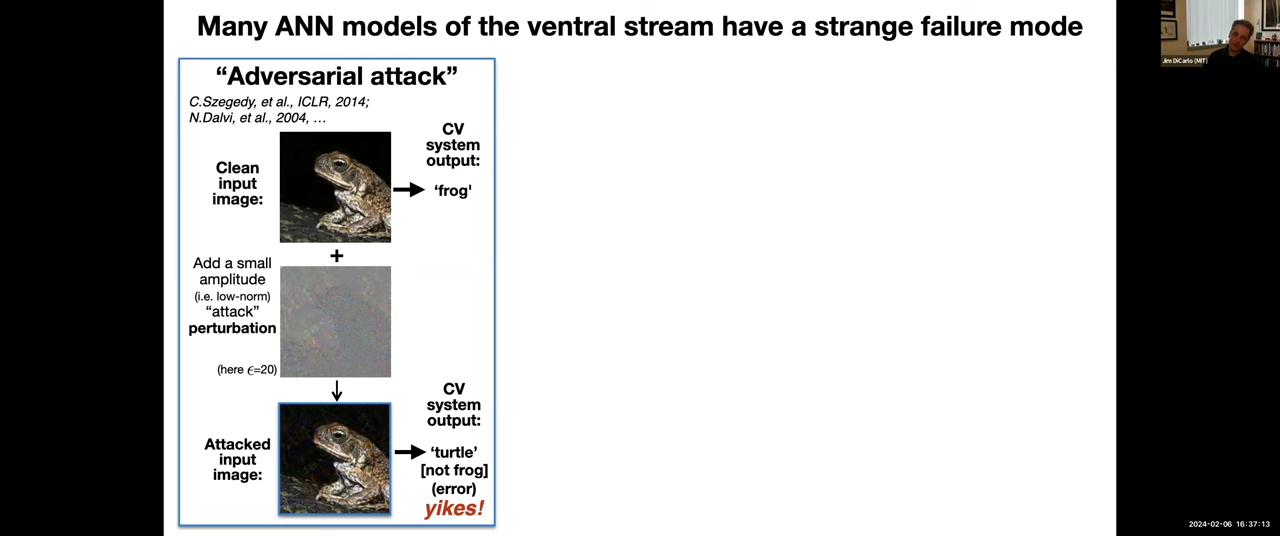 Many ANN models of the ventral stream have a strange failure mode
“Adversarial attack”
C.Szegedy, et al., ICLR, 2014;
N.Dalvi, et al., 2004, …
Clean
input
image:
CV
system
output:
‘frog'
+
Add a small
amplitude
(i.e. low-norm)
“attack”
perturbation
(here ϵ=20)
Attacked
input
image:
CV
system
output:
‘turtle’
[not frog]
(error)
yikes!
Jim DiCarlo (MIT)
2024-02-06 16:37:13